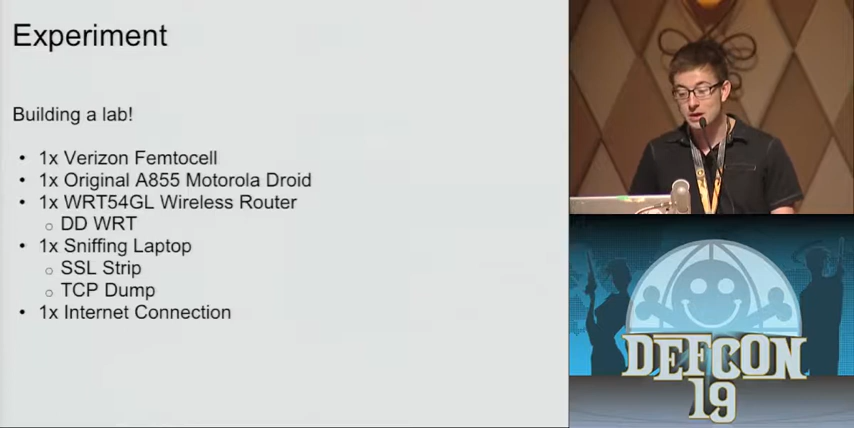 Experiment
Building a lab!
• 1x Verizon Femtocell
• 1x Original A855 Motorola Droid
• 1x WRT54GL Wireless Router
o DD WRT
• 1x Sniffing Laptop
o SSL Strip
o TCP Dump
• 1x Internet Connection
DEFCON
19